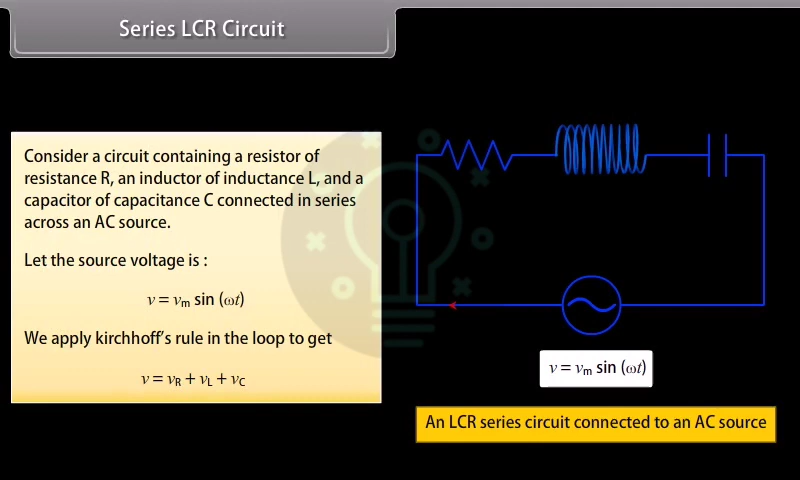 Series LCR Circuit
Consider a circuit containing a resistor of
resistance R, an inductor of inductance L, and a
capacitor of capacitance C connected in series
across an AC source.
Let the source voltage is :
v = vm sin (ωt)
We apply kirchhoff's rule in the loop to get
v = vR + vL + vC
v = vm sin (ωt)
An LCR series circuit connected to an AC source